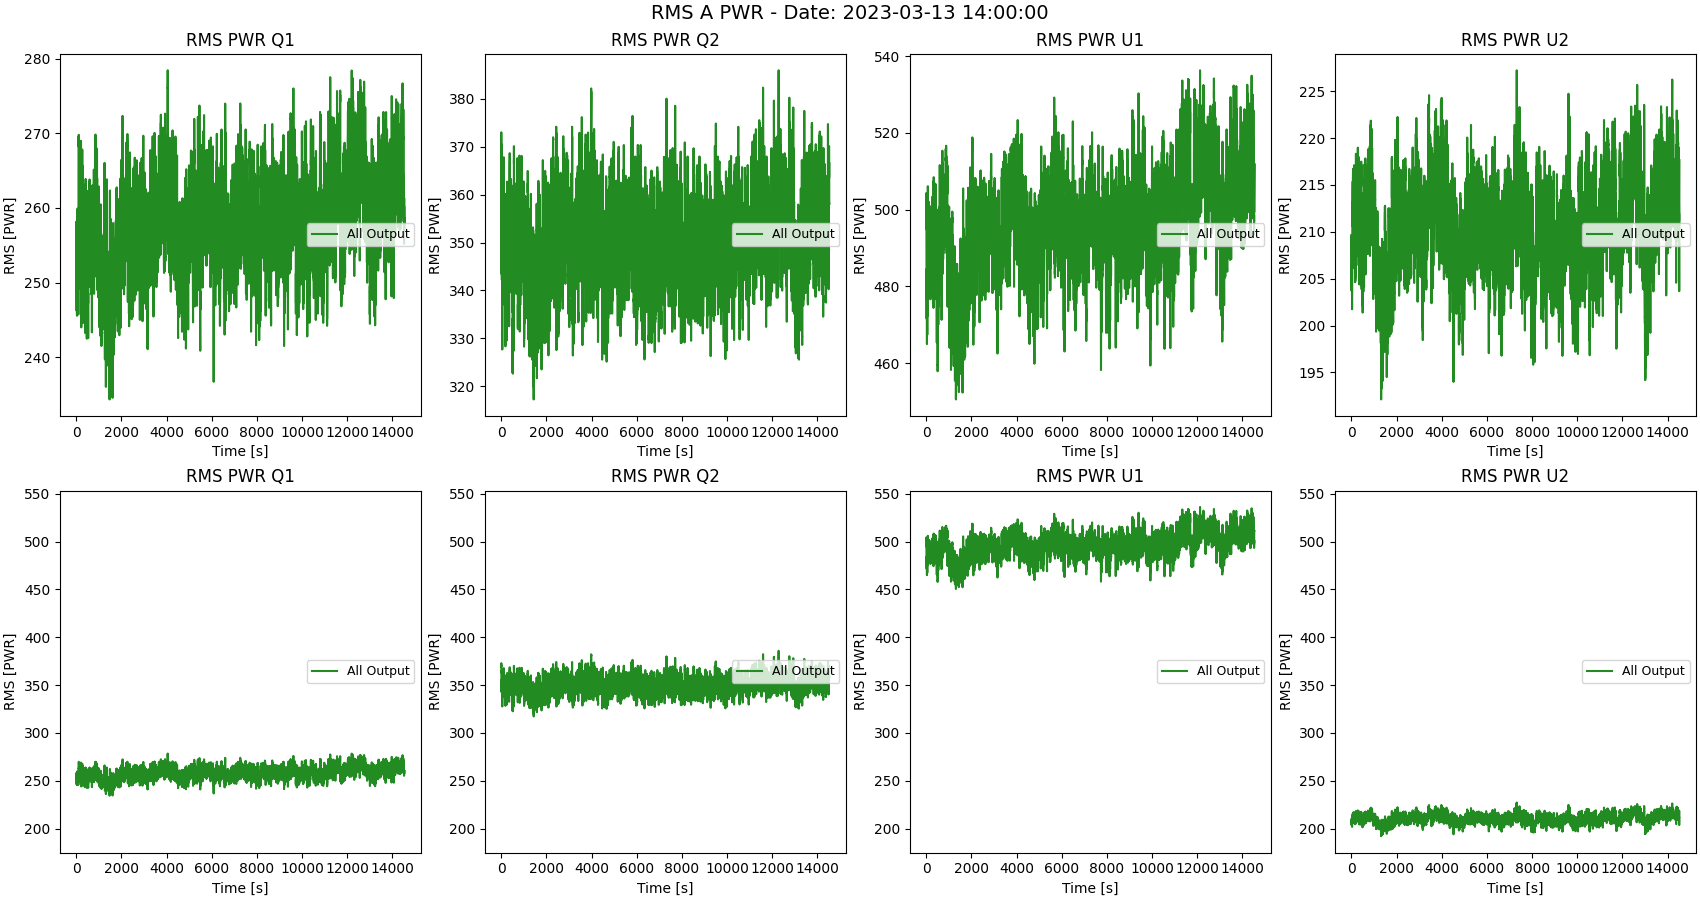 RMS A PWR - Date: 2023-03-13 14:00:00
RMS PWR Q1
RMS PWR Q2
RMS PWR U1
RMS PWR U2
280
270
260
250
240
RMS [PWR]
All Output
0 2000 4000 6000 8000 10000 12000 14000
Time [s]
380
370
360
350
340
330
320
RMS [PWR]
All Output
0 2000 4000 6000 8000 10000 12000 14000
Time [s]
540
520
500
480
460
RMS [PWR]
All Output
0 2000 4000 6000 8000 10000 12000 14000
Time [s]
225
220
215
210
205
200
195
RMS [PWR]
All Output
0 2000 4000 6000 8000 10000 12000 14000
Time [s]
RMS PWR Q1
RMS PWR Q2
RMS PWR U1
RMS PWR U2
550
500
450
400
350
300
250
200
RMS [PWR]
All Output
0 2000 4000 6000 8000 10000 12000 14000
Time [s]
550
500
450
400
350
300
250
200
RMS [PWR]
All Output
0 2000 4000 6000 8000 10000 12000 14000
Time [s]
550
500
450
400
350
300
250
200
RMS [PWR]
All Output
0 2000 4000 6000 8000 10000 12000 14000
Time [s]
550
500
450
400
350
300
250
200
RMS [PWR]
All Output
0 2000 4000 6000 8000 10000 12000 14000
Time [s]